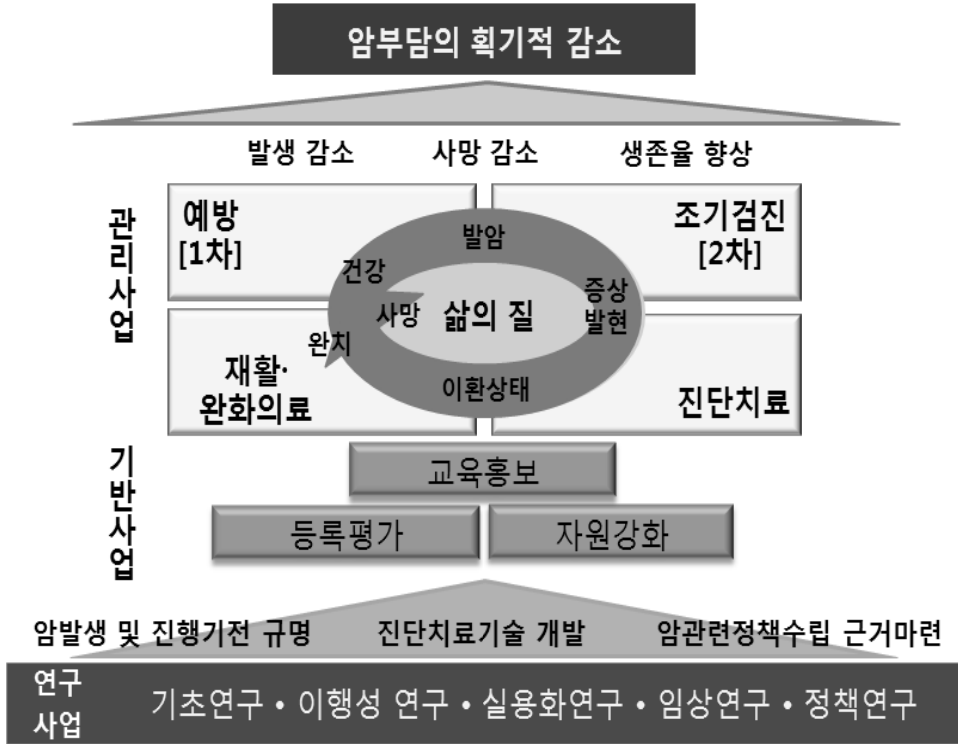 암부담의 획기적 감소
발생 감소 사망 감소 생존율 향상
관리사업
예방
[1차]
조기검진
[2차]
발암
건강
증상
발현
사망
삶의 질
완치
이환상태
재활·
완화의료
진단치료
기반사업
교육홍보
등록평가
자원강화
암발생 및 진행기전 규명 진단치료기술 개발 암관련정책수립 근거마련
연구
사업
기초연구 • 이행성 연구 • 실용화연구 • 임상연구 • 정책연구